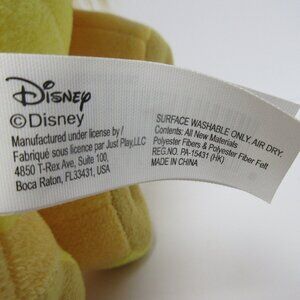 Disney
©Disney
Manufactured under license by /
Fabriqué sous licence par Just Play, LLC
4850 T-Rex Ave, Suite 100,
Boca Raton, FL33431, USA
SURFACE WASHABLE ONLY. AIR DRY.
Contents: All New Materials
Polyester Fibers & Polyester Fiber Felt
REG.NO. PA-15431 (HK)
MADE IN CHINA